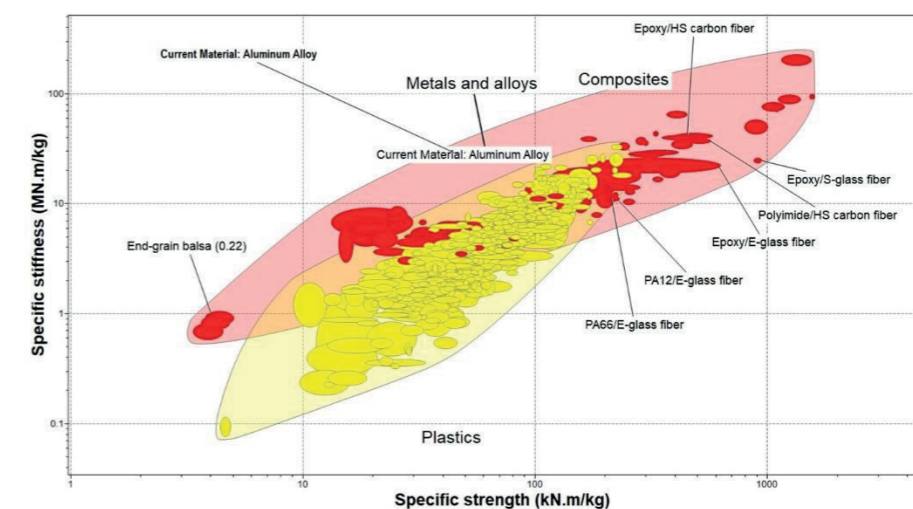 Epoxy/HS carbon fiber
Current Material: Aluminum Alloy
Metals and alloys
Composites
100
Current Material: Aluminum Alloy
Epoxy/S-glass fiber
10
Polyimide/HS carbon fiber
End-grain balsa (0.22)
Epoxy/E-glass fiber
PA12/E-glass fiber
1
PA66/E-glass fiber
0.1
Plastics
Specific stiffness (MN.m/kg)
1
10
100
1000
Specific strength (kN.m/kg)